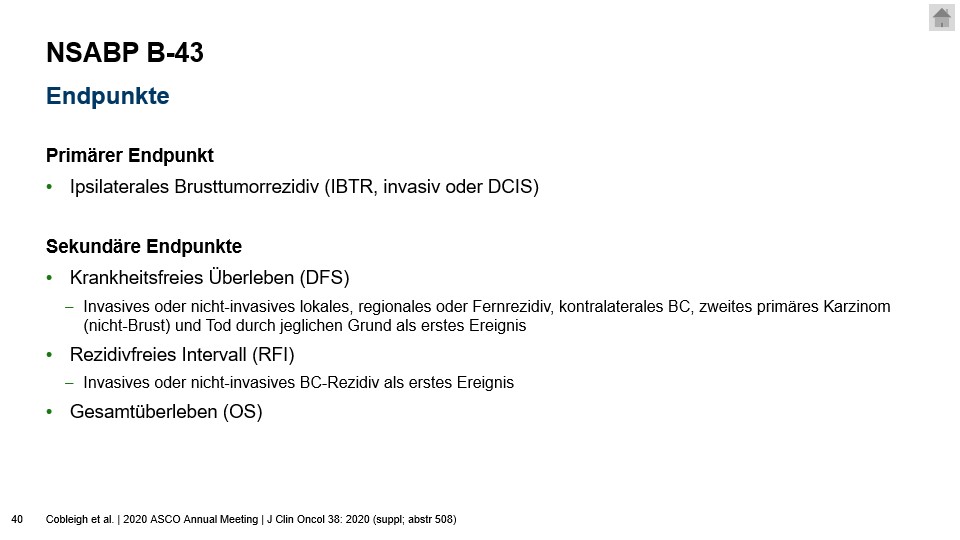 NSABP B-43
Endpunkte
Primärer Endpunkt
• Ipsilaterales Brusttumorrezidiv (IBTR, invasiv oder DCIS)
Sekundäre Endpunkte
• Krankheitsfreies Überleben (DFS)
– Invasives oder nicht-invasives lokales, regionales oder Fernrezidiv, kontralaterales BC, zweites primäres Karzinom
(nicht-Brust) und Tod durch jeglichen Grund als erstes Ereignis
• Rezidivfreies Intervall (RFI)
– Invasives oder nicht-invasives BC-Rezidiv als erstes Ereignis
• Gesamtüberleben (OS)
40 Cobleigh et al. | 2020 ASCO Annual Meeting | J Clin Oncol 38: 2020 (suppl; abstr 508)